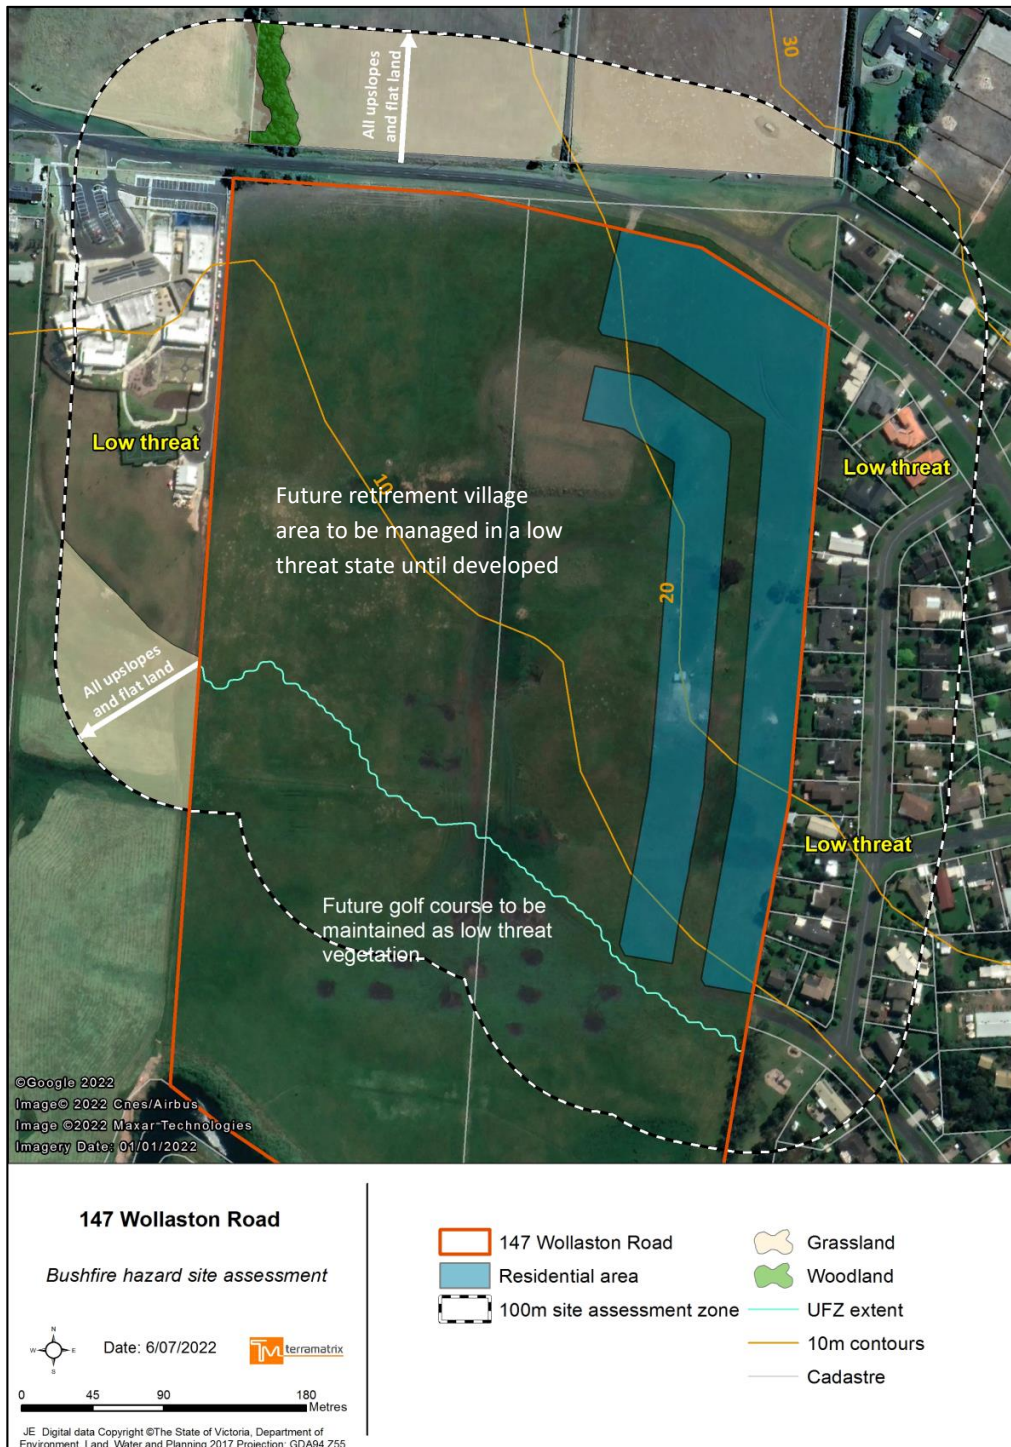 30
All upslopes
and flat land
Low threat
Low threat
10
Future retirement village
area to be managed in a low
threat state until developed
20
All upslopes
and flat land
Low threat
Future golf course to be
maintained as low threat
vegetation
©Google 2022
Image© 2022 Cnes/Airbus
Image ©2022 Maxar Technologies
Imagery Date: 01/01/2022
147 Wollaston Road
Bushfire hazard site assessment
N
W E
S
Date: 6/07/2022
TM terramatrix
0 45 90 180
Metres
JE Digital data Copyright ©The State of Victoria, Department of
Environment, Land, Water and Planning 2017 Projection: GDA94 Z55
147 Wollaston Road
Residential area
100m site assessment zone
Grassland
Woodland
UFZ extent
10m contours
Cadastre